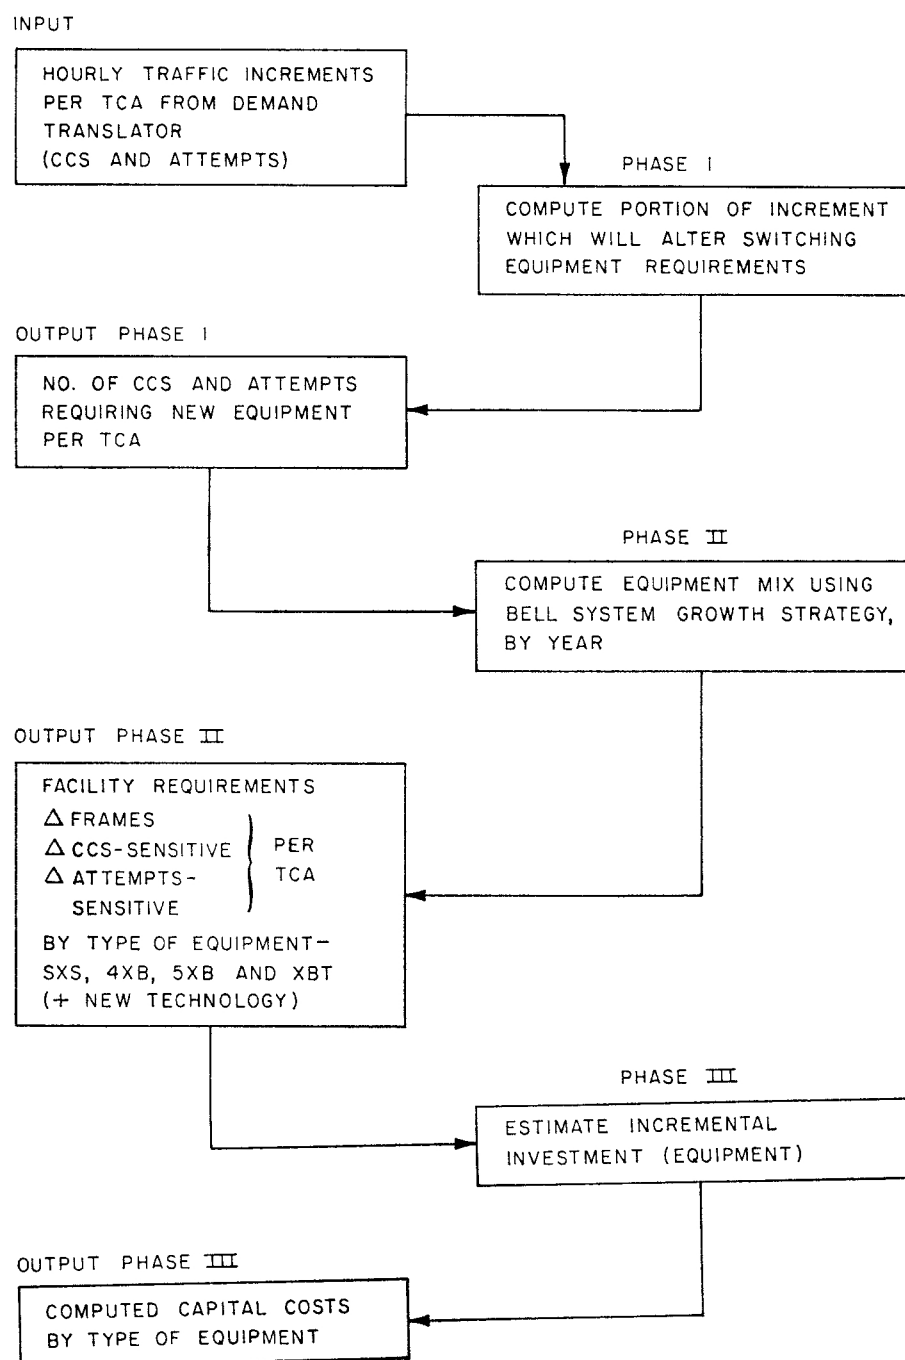 INPUT
HOURLY TRAFFIC INCREMENTS
PER TCA FROM DEMAND
TRANSLATOR
(CCS AND ATTEMPTS)
PHASE I
COMPUTE PORTION OF INCREMENT
WHICH WILL ALTER SWITCHING
EQUIPMENT REQUIREMENTS
OUTPUT PHASE I
NO. OF CCS AND ATTEMPTS
REQUIRING NEW EQUIPMENT
PER TCA
PHASE II
COMPUTE EQUIPMENT MIX USING
BELL SYSTEM GROWTH STRATEGY,
BY YEAR
OUTPUT PHASE II
FACILITY REQUIREMENTS
Δ FRAMES
Δ CCS-SENSITIVE
Δ ATTEMPTS-
SENSITIVE
PER
TCA
BY TYPE OF EQUIPMENT-
SXS, 4XB, 5XB AND XBT
(+ NEW TECHNOLOGY)
PHASE III
ESTIMATE INCREMENTAL
INVESTMENT (EQUIPMENT)
OUTPUT PHASE III
COMPUTED CAPITAL COSTS
BY TYPE OF EQUIPMENT